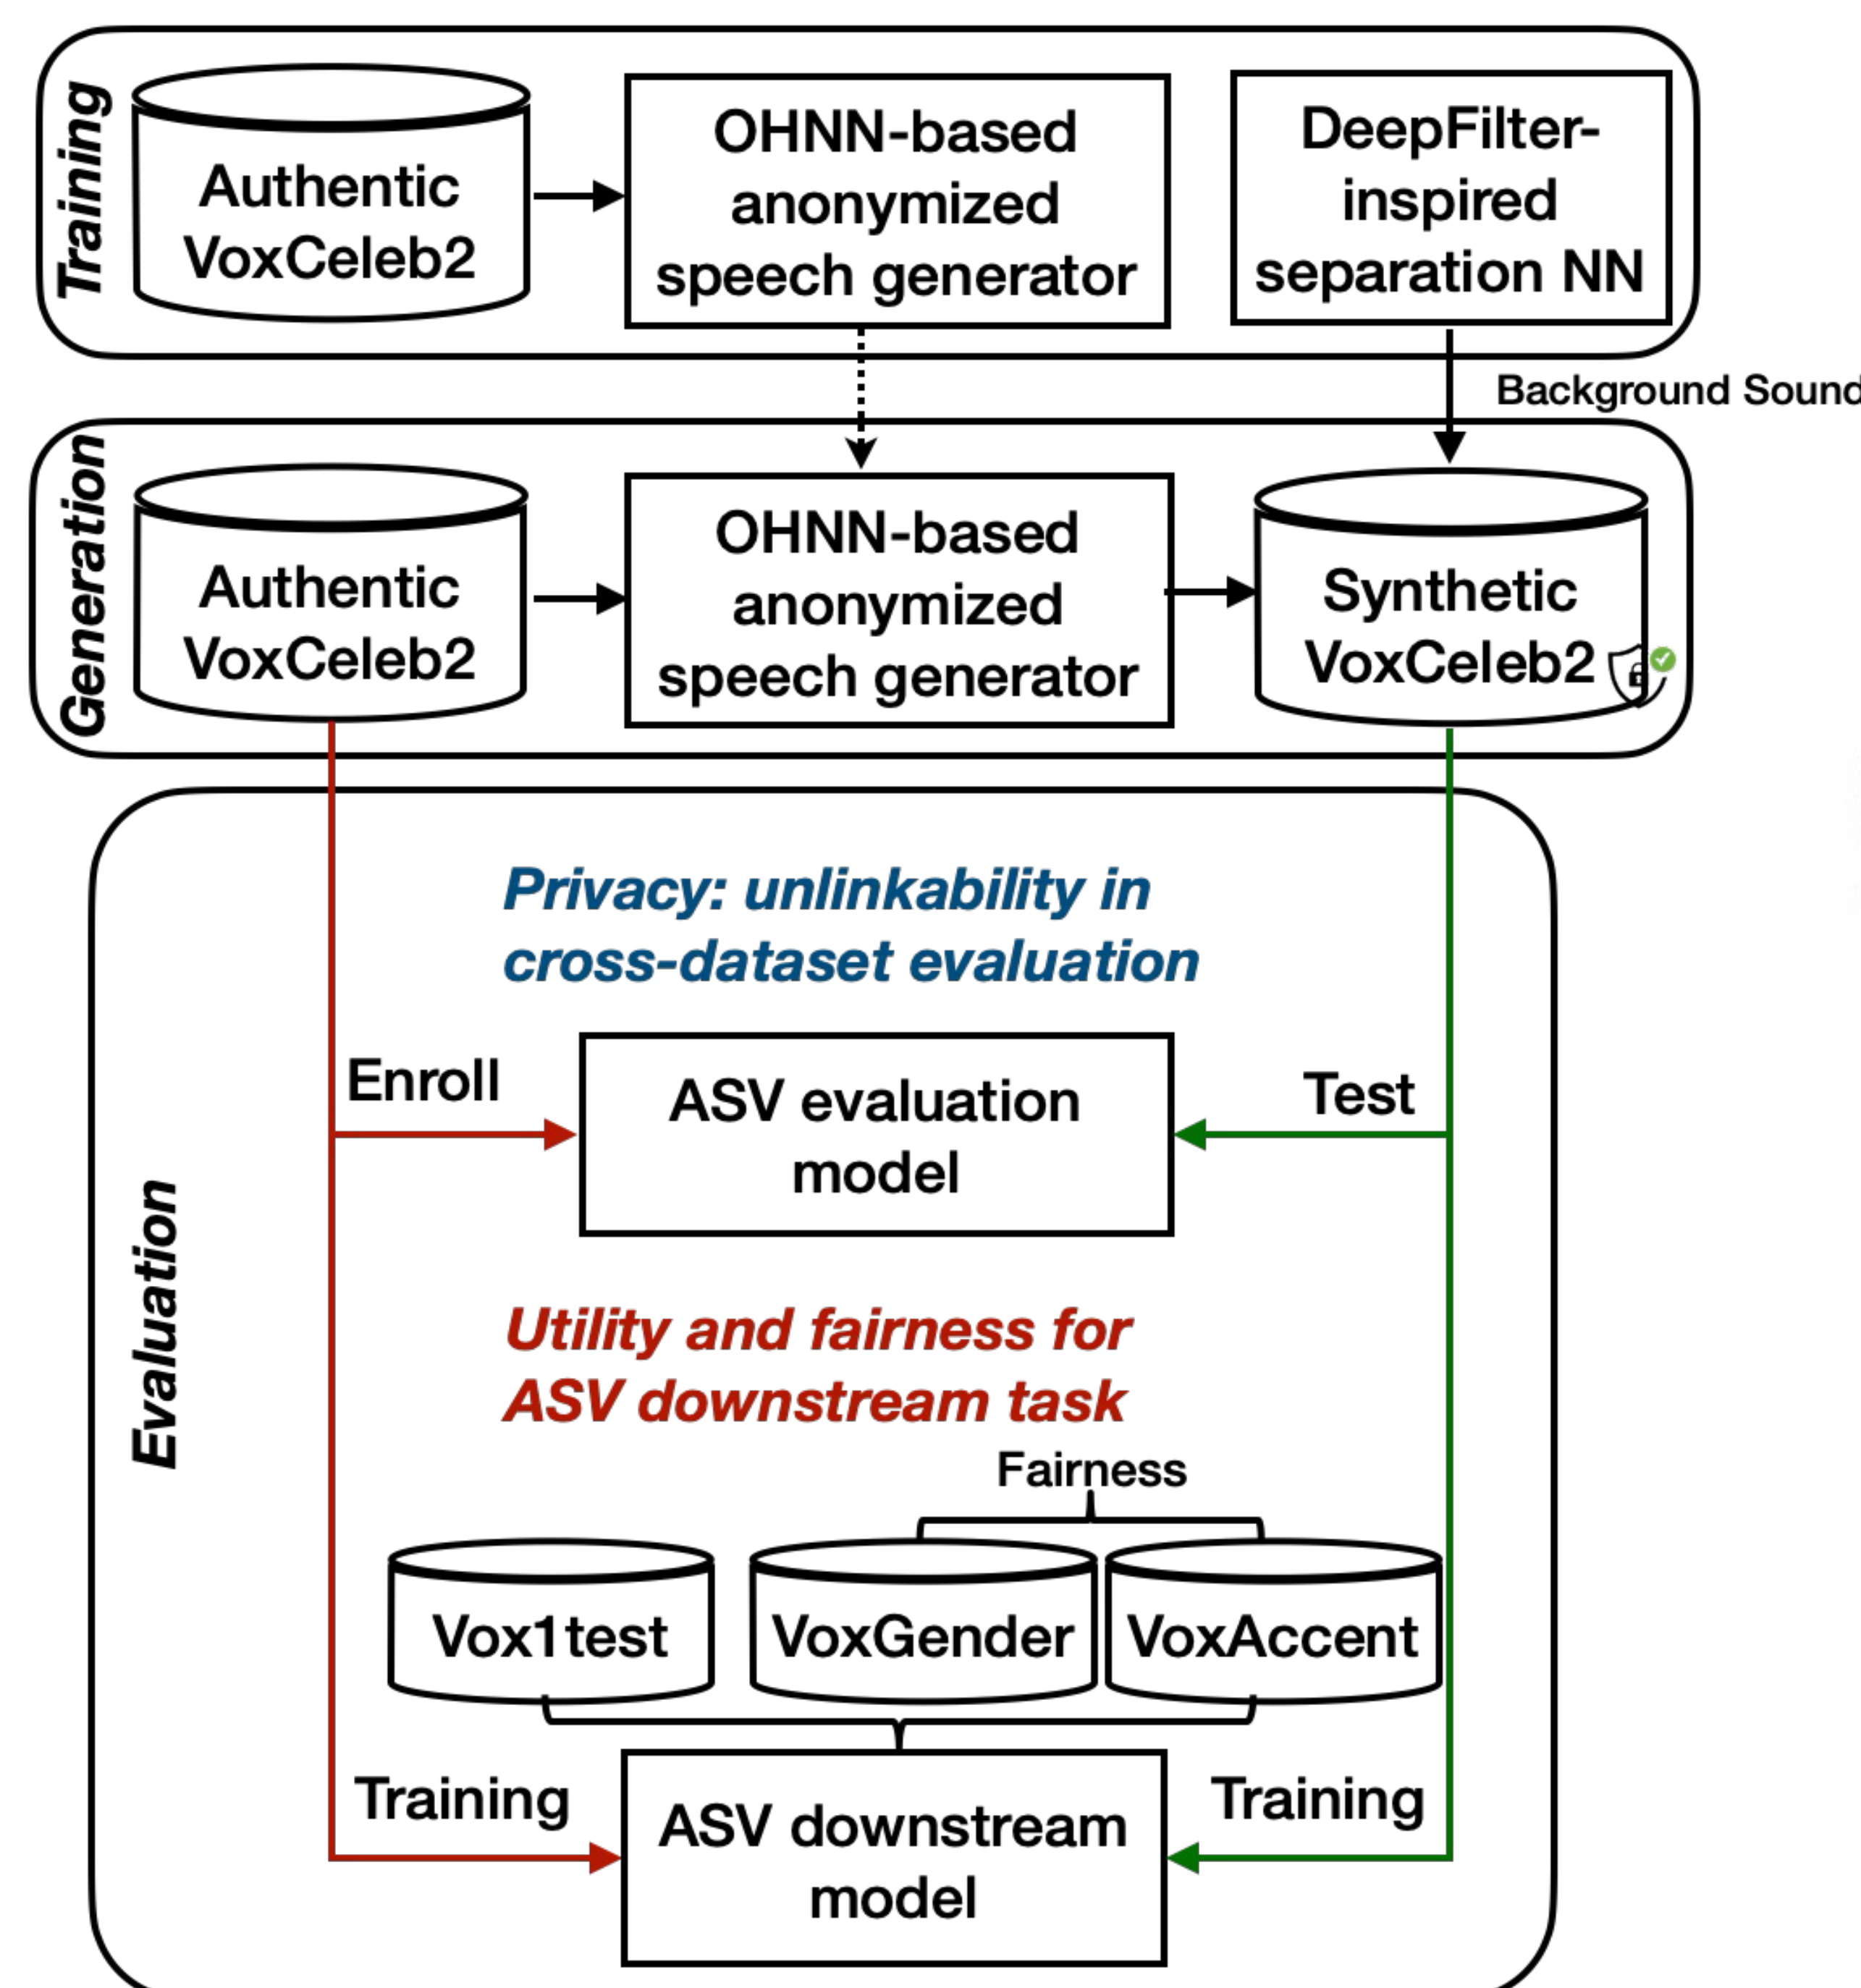 Training
Authentic
VoxCeleb2
OHNN-based
anonymized
speech generator
DeepFilter-
inspired
separation NN
Background Sound
Generation
Authentic
VoxCeleb2
OHNN-based
anonymized
speech generator
Synthetic
VoxCeleb2
Evaluation
Privacy: unlinkability in
cross-dataset evaluation
Enroll
ASV evaluation
model
Test
Utility and fairness for
ASV downstream task
Fairness
Vox1test
VoxGender
VoxAccent
Training
ASV downstream
model
Training